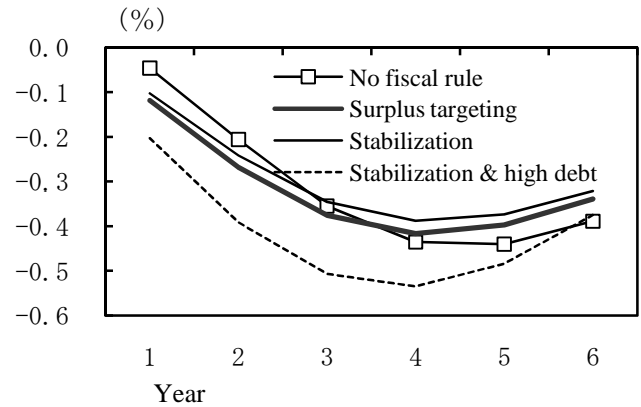 (%)
0.0
-0.1
-0.2
-0.3
-0.4
-0.5
-0.6
No fiscal rule
Surplus targeting
Stabilization
Stabilization & high debt
1 2 3 4 5 6
Year